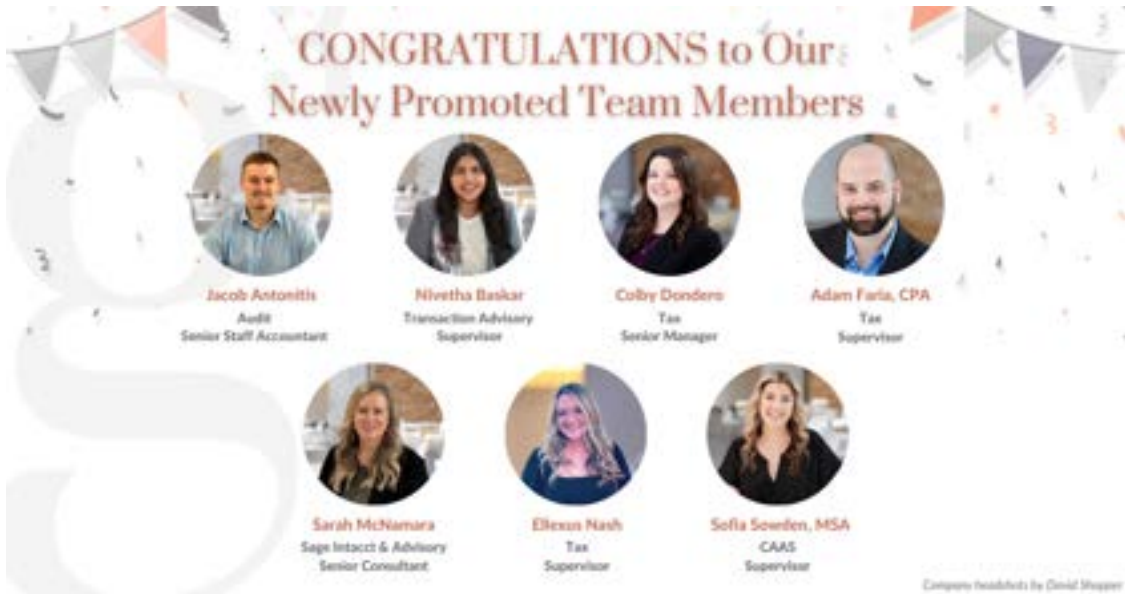 CONGRATULATIONS to Our
Newly Promoted Team Members
Jacob Antonitis
Audit
Senior Staff Accountant
Nivetha Baskar
Transaction Advisory
Supervisor
Colby Dondero
Tax
Senior Manager
Adam Faria, CPA
Tax
Supervisor
Sarah McNamara
Sage Intacct & Advisory
Senior Consultant
Ellexus Nash
Tax
Supervisor
Sofia Sowden, MSA
CAAS
Supervisor
Company headshots by David Shopper
g